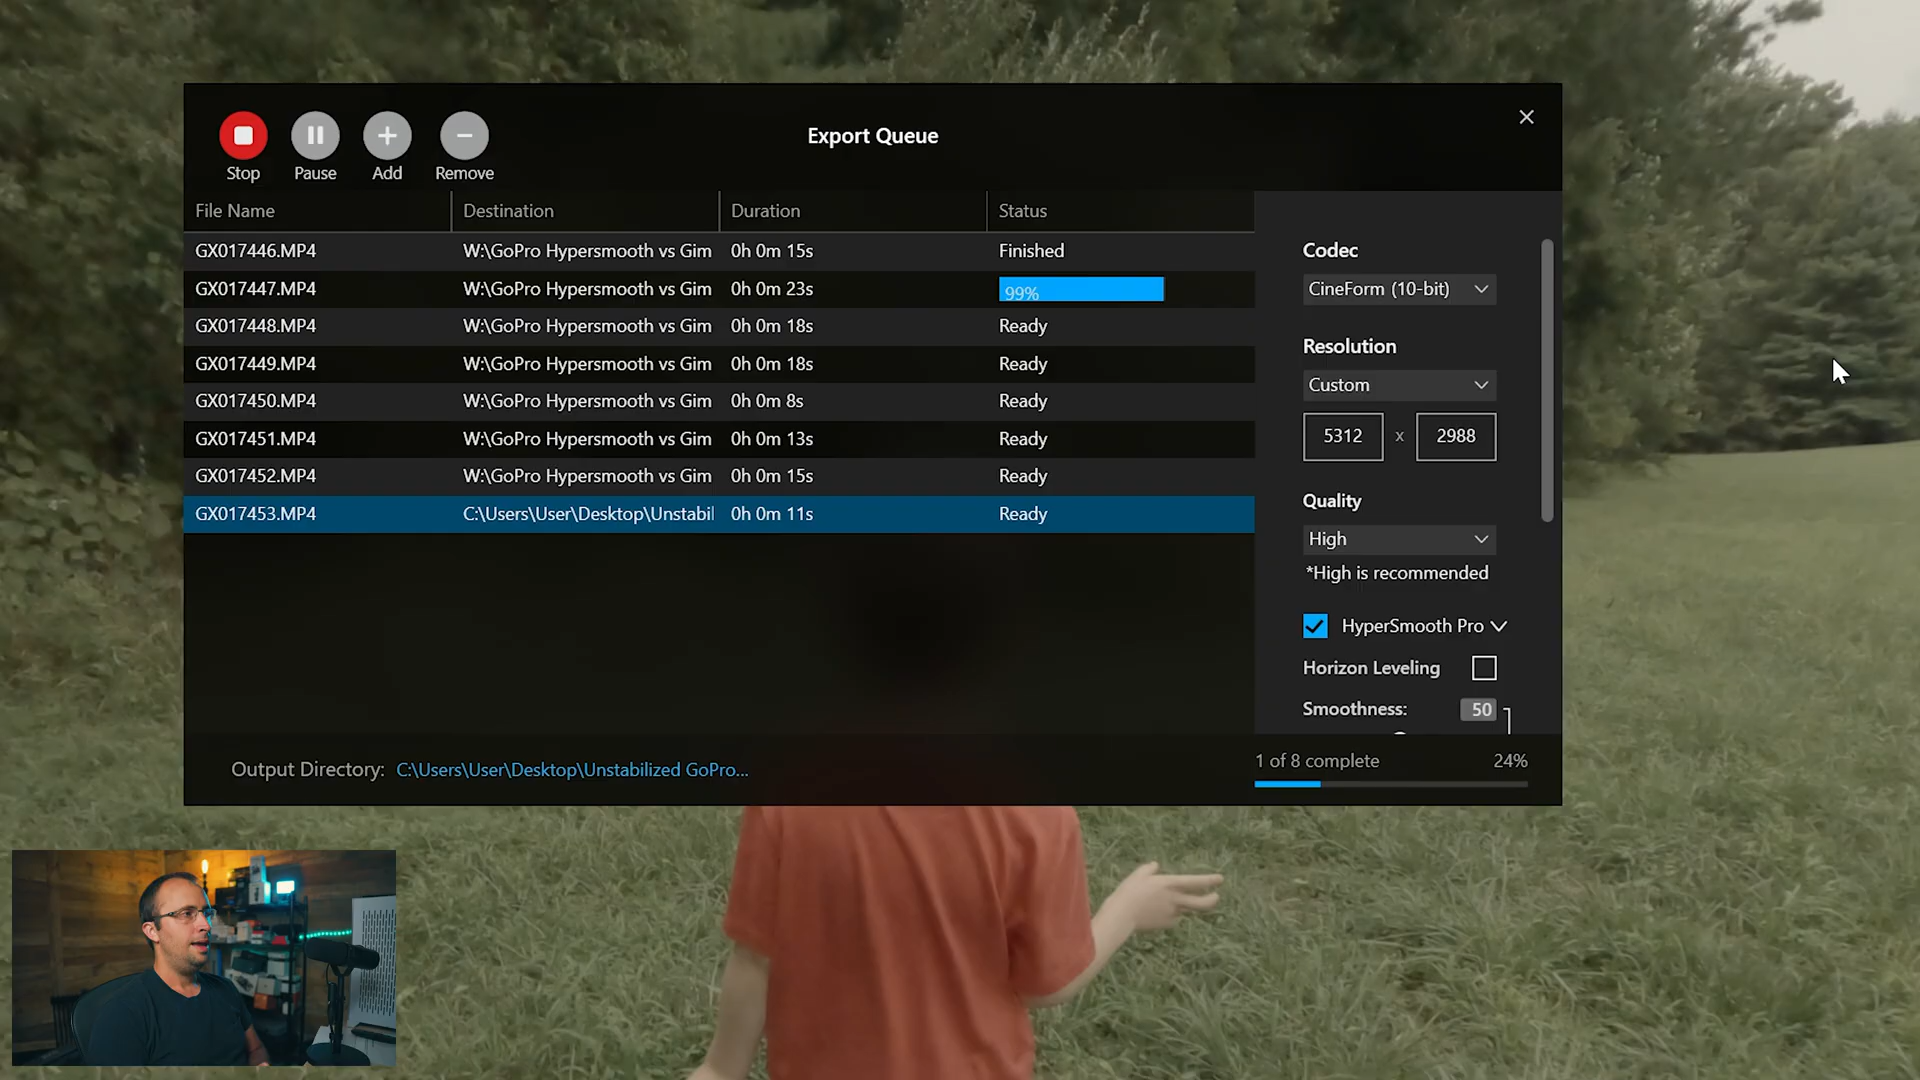 Export Queue
Stop Pause Add Remove
File Name Destination Duration Status
GX017446.MP4 W:\GoPro Hypersmooth vs Gim 0h 0m 15s Finished
GX017447.MP4 W:\GoPro Hypersmooth vs Gim 0h 0m 23s 99%
GX017448.MP4 W:\GoPro Hypersmooth vs Gim 0h 0m 18s Ready
GX017449.MP4 W:\GoPro Hypersmooth vs Gim 0h 0m 18s Ready
GX017450.MP4 W:\GoPro Hypersmooth vs Gim 0h 0m 8s Ready
GX017451.MP4 W:\GoPro Hypersmooth vs Gim 0h 0m 13s Ready
GX017452.MP4 W:\GoPro Hypersmooth vs Gim 0h 0m 15s Ready
GX017453.MP4 C:\Users\User\Desktop\Unstabil 0h 0m 11s Ready
Codec
CineForm (10-bit)
Resolution
Custom
5312 x 2988
Quality
High
*High is recommended
HyperSmooth Pro
Horizon Leveling
Smoothness: 50
Output Directory: C:\Users\User\Desktop\Unstabilized GoPro...
1 of 8 complete 24%